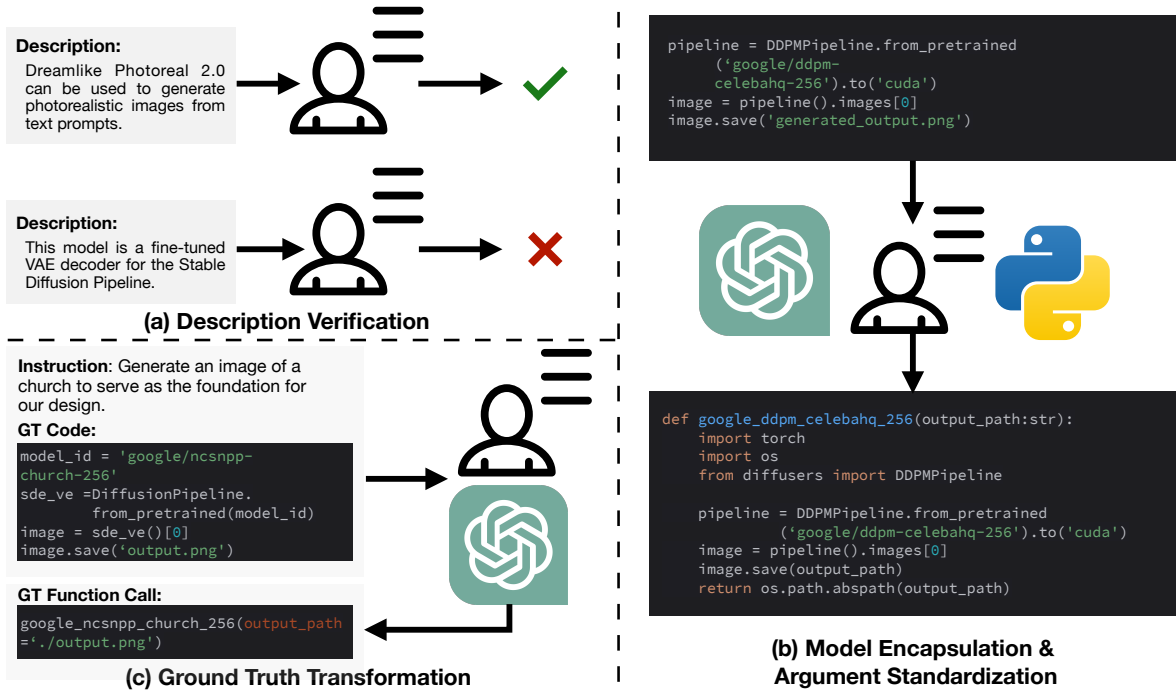 Description:
Dreamlike Photoreal 2.0
can be used to generate
photorealistic images from
text prompts.
Description:
This model is a fine-tuned
VAE decoder for the Stable
Diffusion Pipeline.
(a) Description Verification
Instruction: Generate an image of a
church to serve as the foundation for
our design.
GT Code:
model_id = 'google/ncsnpp-
church-256'
sde_ve =DiffusionPipeline.
from_pretrained(model_id)
image = sde_ve()[0]
image.save(‘output.png')
GT Function Call:
google_ncsnpp_church_256(output_path
=‘./output.png')
(c) Ground Truth Transformation
pipeline = DDPMPipeline.from_pretrained
(‘google/ddpm-
celebahq-256').to('cuda')
image = pipeline().images[0]
image.save('generated_output.png')
def google_ddpm_celebahq_256(output_path:str):
import torch
import os
from diffusers import DDPMPipeline
pipeline = DDPMPipeline.from_pretrained
('google/ddpm-celebahq-256').to('cuda')
image = pipeline().images[0]
image.save(output_path)
return os.path.abspath(output_path)
(b) Model Encapsulation &
Argument Standardization